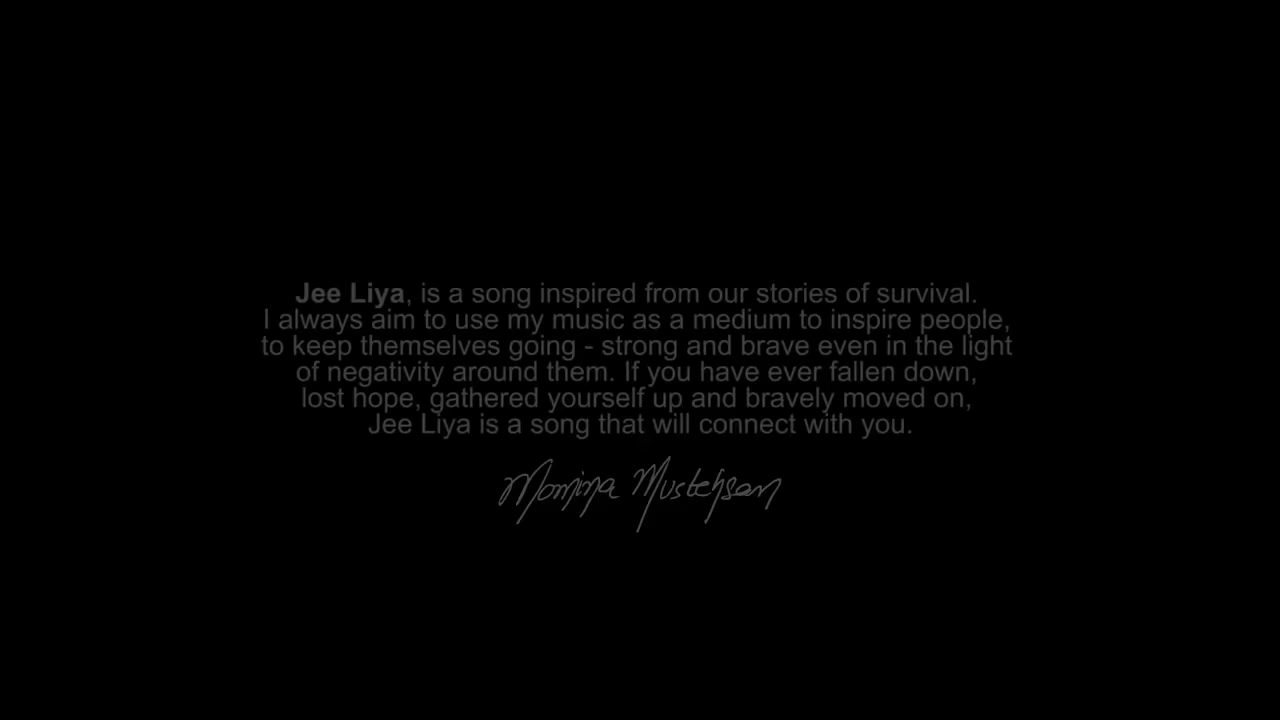 Jee Liya, is a song inspired from our stories of survival.
I always aim to use my music as a medium to inspire people,
to keep themselves going - strong and brave even in the light
of negativity around them. If you have ever fallen down,
lost hope, gathered yourself up and bravely moved on,
Jee Liya is a song that will connect with you.
Momina Mustehsan